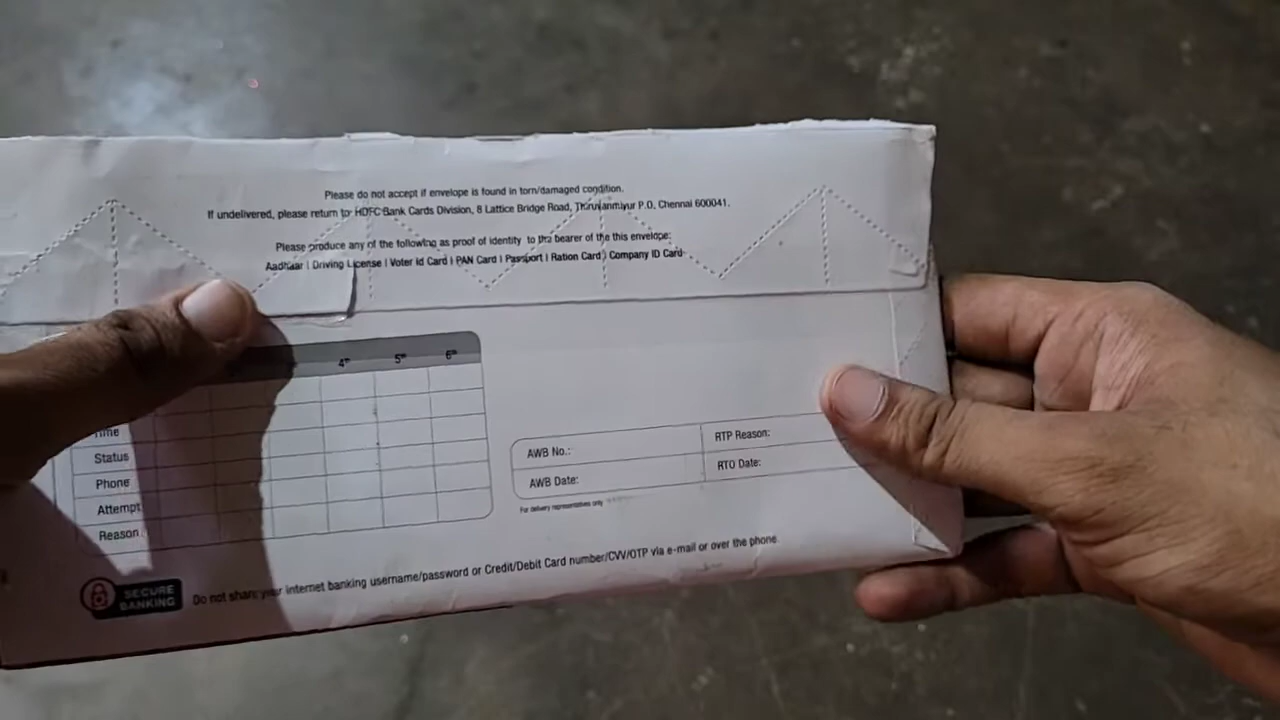 Please do not accept if envelope is found in torn/damaged condition.
If undelivered, please return to HDFC Bank Cards Division, 8 Lattice Bridge Road, Thiruvanmiyur P.O. Chennai 600041.
Please produce any of the following as proof of identity to the bearer of the this envelope:
Aadhaar | Driving License | Voter Id Card | PAN Card | Passport | Ration Card | Company ID Card
4th 5th 6th
Time
Status
Phone
Attempt
Reason
AWB No.: RTP Reason:
AWB Date: RTO Date:
For delivery representatives only
SECURE
BANKING
Do not share your internet banking username/password or Credit/Debit Card number/CVV/OTP via e-mail or over the phone